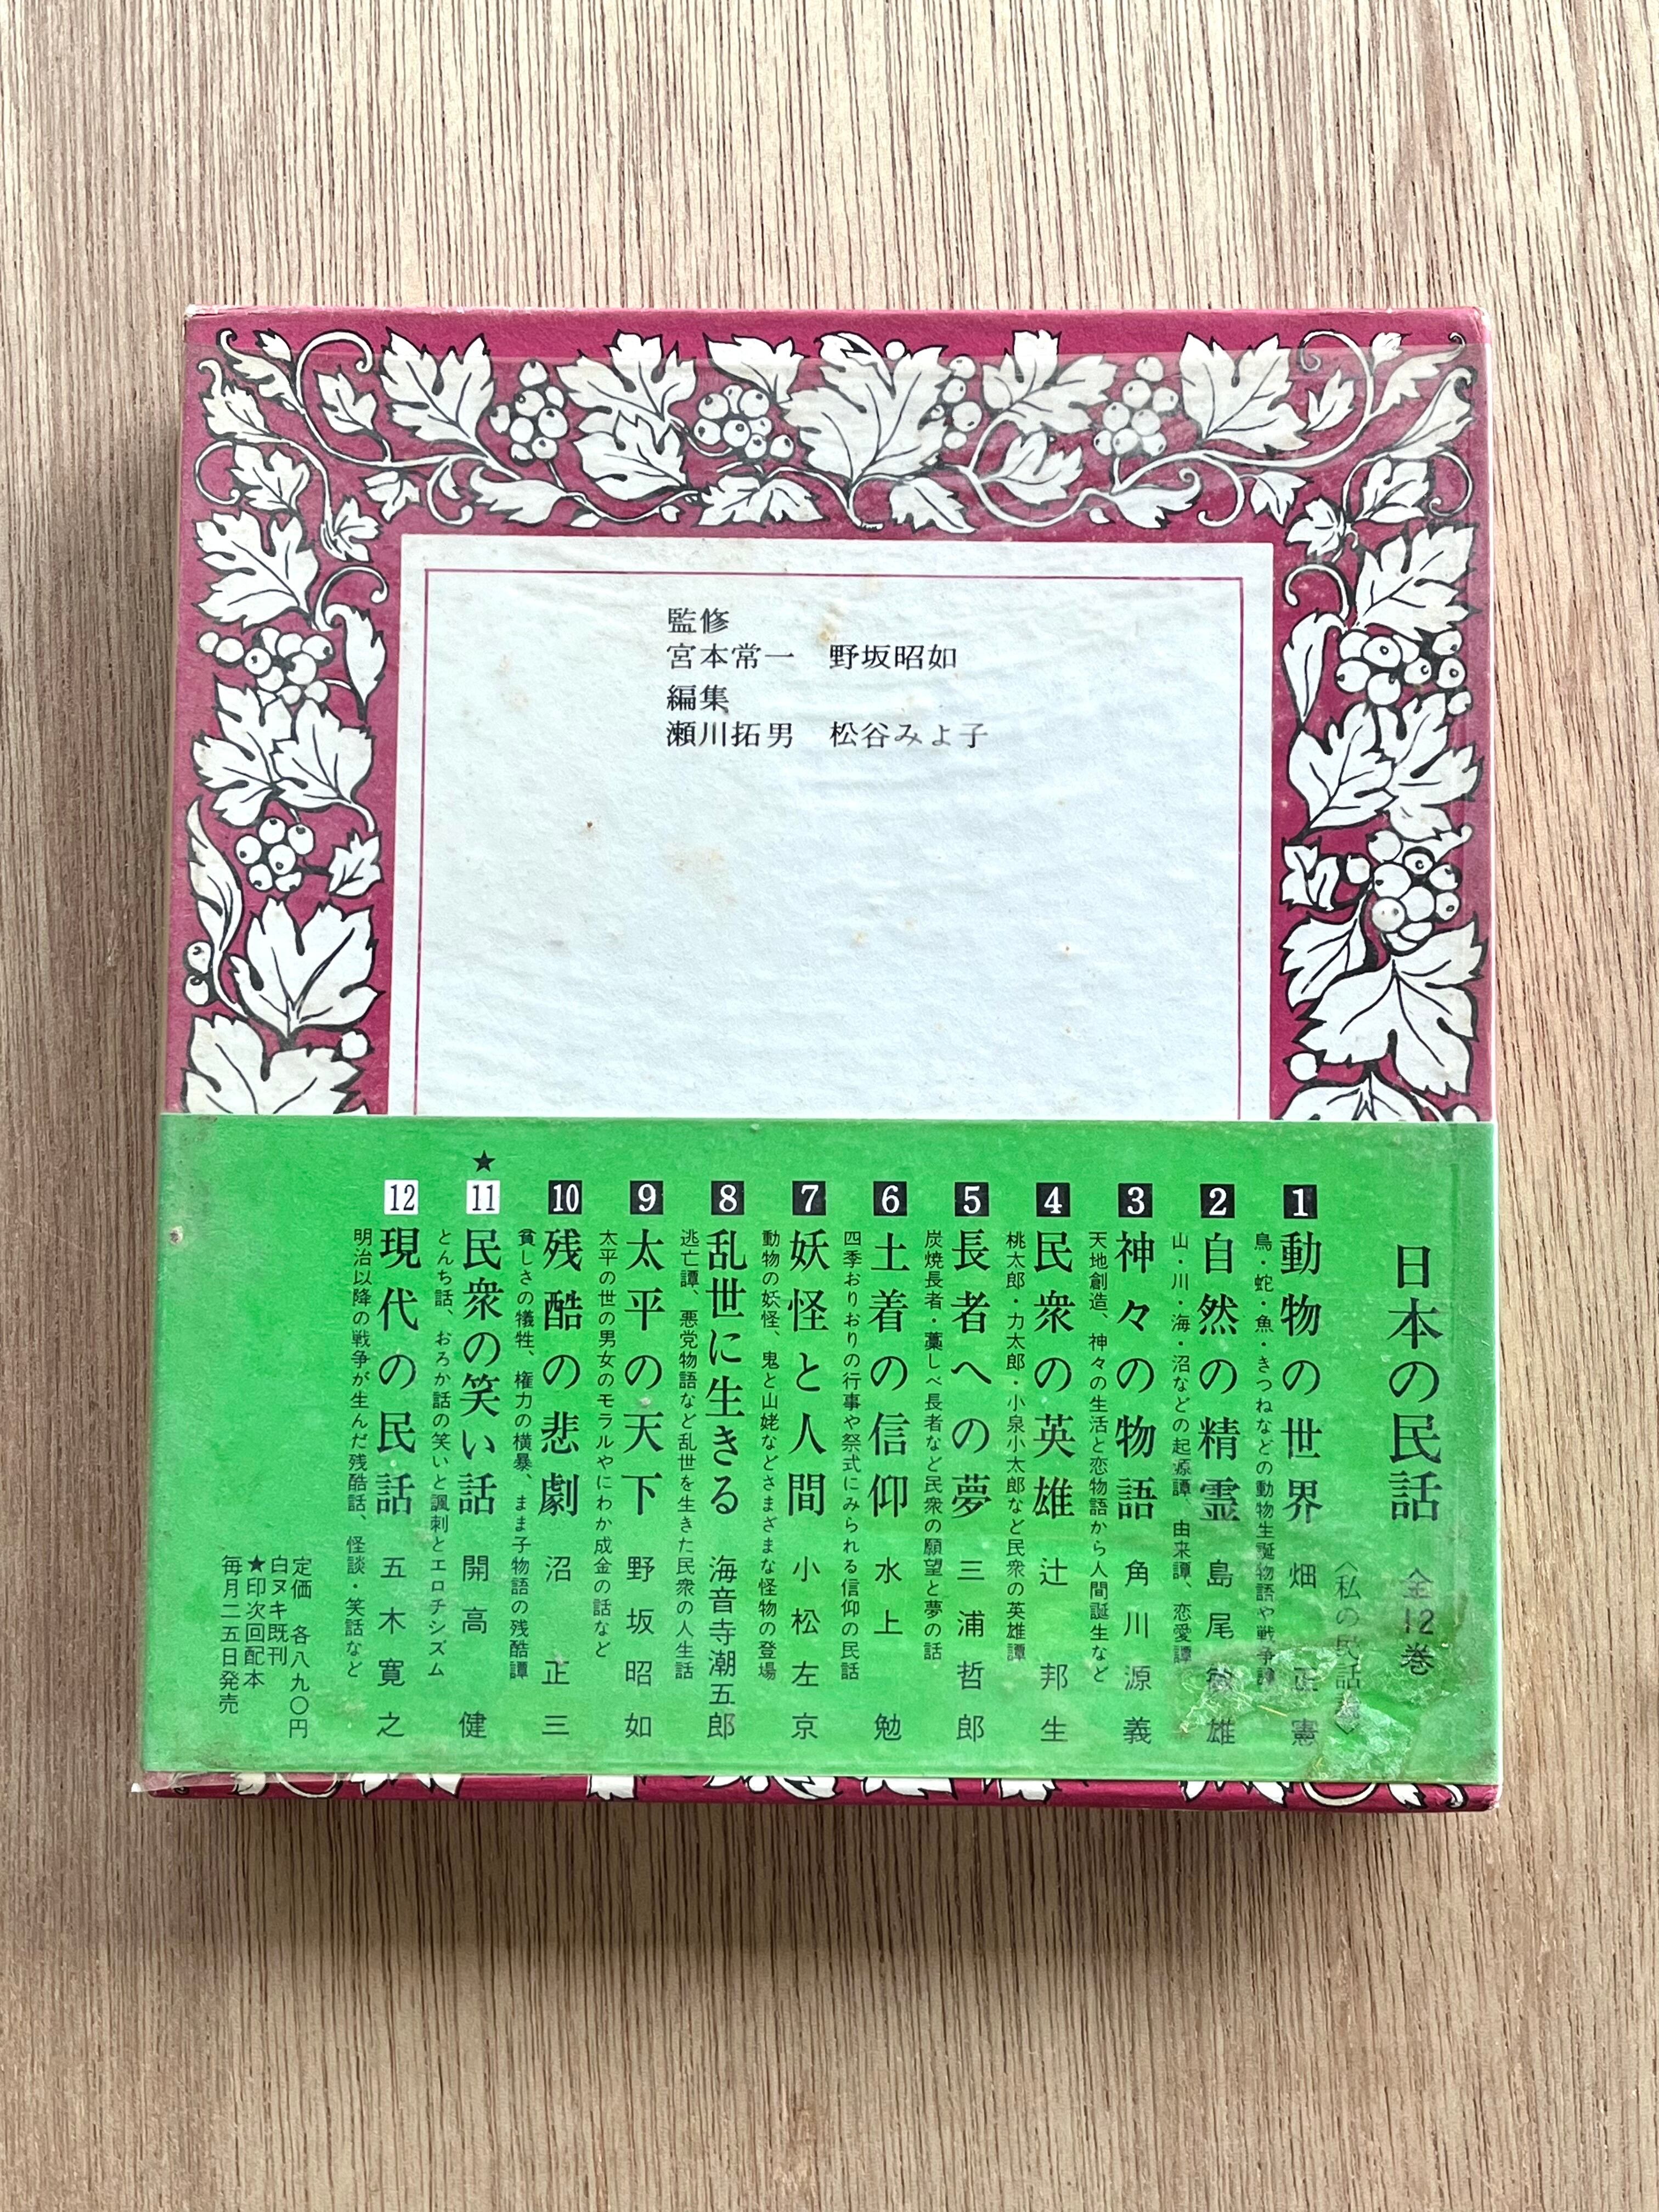 監修
宮本常一　野坂昭如
編集
瀬川拓男　松谷みよ子
日本の民話　全12巻
〈私の民話
1 動物の世界　畑正憲
鳥・蛇・魚・きつねなどの動物生誕物語や戦争譚
2 自然の精霊　島尾敏雄
山・川・海・沼などの起源譚、由来譚、恋愛譚
3 神々の物語　角川源義
天地創造、神々の生活と恋物語から人間誕生など
4 民衆の英雄　辻邦生
桃太郎・力太郎・小泉小太郎など民衆の英雄譚
5 長者への夢　三浦哲郎
炭焼長者・藁しべ長者など民衆の願望と夢の話
6 土着の信仰　水上勉
四季おりおりの行事や祭式にみられる信仰の民話
7 妖怪と人間　小松左京
動物の妖怪、鬼と山姥などさまざまな怪物の登場
8 乱世に生きる　海音寺潮五郎
逃亡譚、悪党物語など乱世を生きた民衆の人生話
9 太平の天下　野坂昭如
太平の世の男女のモラルやにわか成金の話など
10 残酷の悲劇　沼正三
貧しさの犠牲、権力の横暴、まま子物語の残酷譚
★
11 民衆の笑い話　開高健
とんち話、おろか話の笑いと諷刺とエロチシズム
12 現代の民話　五木寛之
明治以降の戦争が生んだ残酷話、怪談・笑話など
定価　各八九〇円
白ヌキ既刊
★印次回配本
毎月二五日発売